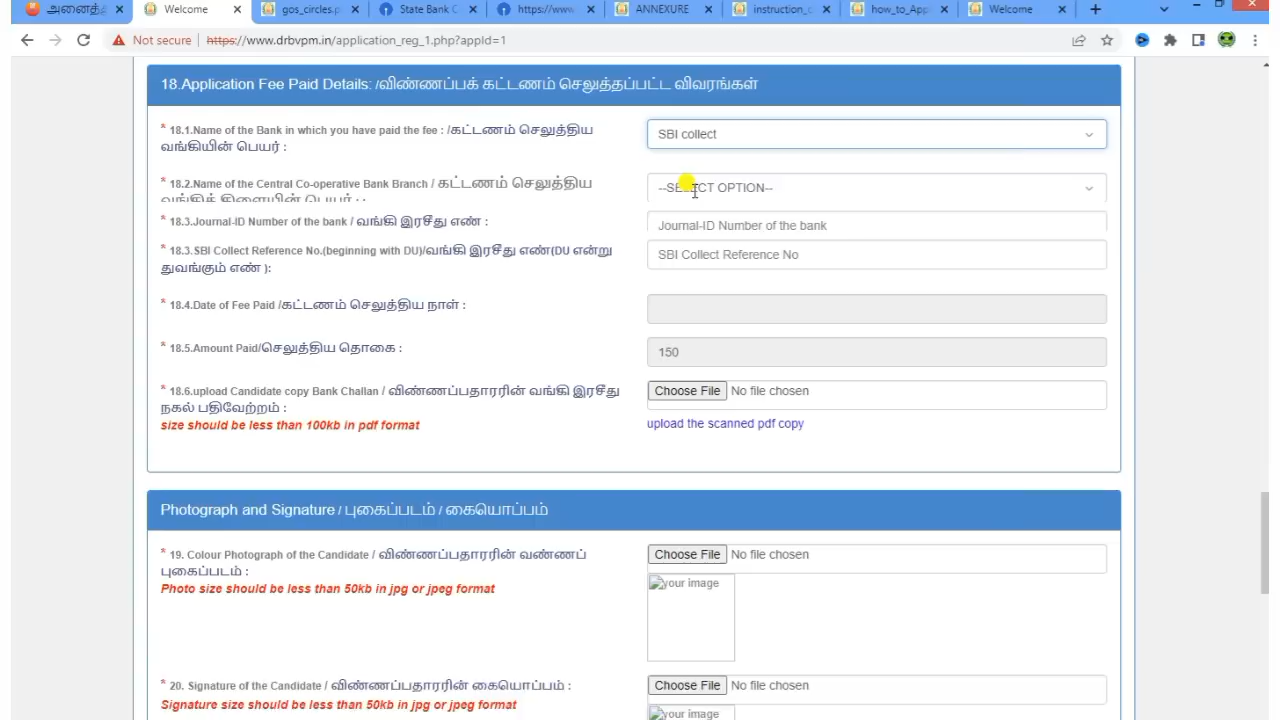 அனைத்
Welcome
gos_circles.p
State Bank C
https://www
ANNEXURE
instruction_c
how_to_Appl
Welcome
Not secure https://www.drbvpm.in/application_reg_1.php?appId=1
18.Application Fee Paid Details: /விண்ணப்பக் கட்டணம் செலுத்தப்பட்ட விவரங்கள்
* 18.1.Name of the Bank in which you have paid the fee : /கட்டணம் செலுத்திய
வங்கியின் பெயர் :
SBI collect
* 18.2.Name of the Central Co-operative Bank Branch / கட்டணம் செலுத்திய
வங்கிக் கிளையின் பெயர் : :
--SELECT OPTION--
* 18.3.Journal-ID Number of the bank / வங்கி இரசீது எண் :
Journal-ID Number of the bank
* 18.3.SBI Collect Reference No.(beginning with DU)/வங்கி இரசீது எண்(DU என்று
துவங்கும் எண் ):
SBI Collect Reference No
* 18.4.Date of Fee Paid /கட்டணம் செலுத்திய நாள் :
* 18.5.Amount Paid/செலுத்திய தொகை :
150
* 18.6.upload Candidate copy Bank Challan / விண்ணப்பதாரரின் வங்கி இரசீது
நகல் பதிவேற்றம் :
size should be less than 100kb in pdf format
Choose File No file chosen
upload the scanned pdf copy
Photograph and Signature / புகைப்படம் / கையொப்பம்
* 19. Colour Photograph of the Candidate / விண்ணப்பதாரரின் வண்ணப்
புகைப்படம் :
Photo size should be less than 50kb in jpg or jpeg format
Choose File No file chosen
your image
* 20. Signature of the Candidate / விண்ணப்பதாரரின் கையொப்பம் :
Signature size should be less than 50kb in jpg or jpeg format
Choose File No file chosen
your image